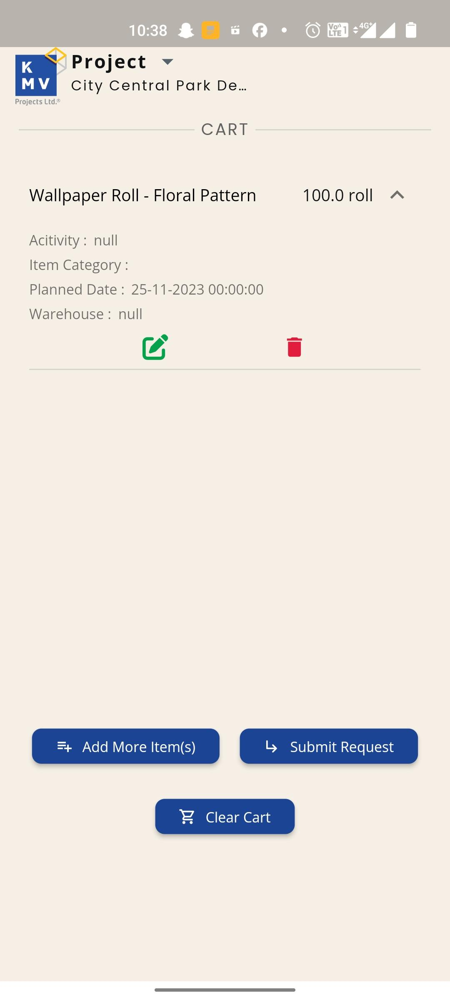 10:38
Vo)) 1
LTE
4G+
K
M V
Projects Ltd.®
Project
City Central Park De...
CART
Wallpaper Roll - Floral Pattern 100.0 roll
Acitivity : null
Item Category :
Planned Date : 25-11-2023 00:00:00
Warehouse : null
Add More Item(s) Submit Request
Clear Cart